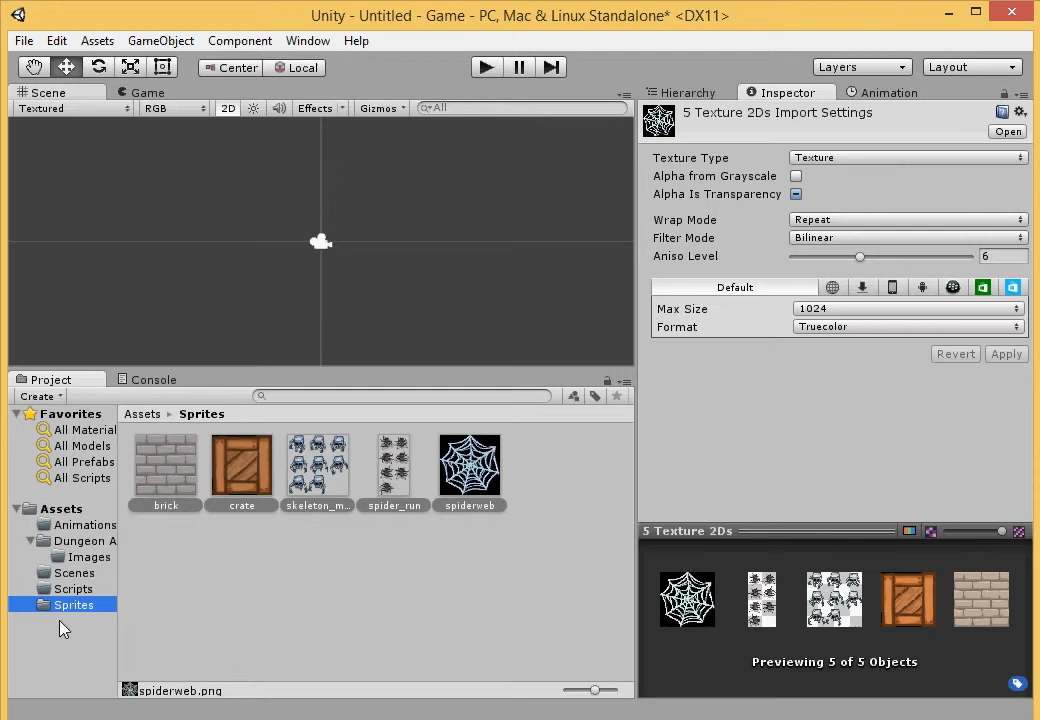 Unity - Untitled - Game - PC, Mac & Linux Standalone* <DX11>
File Edit Assets GameObject Component Window Help
Center Local Layers Layout
Scene Game
Textured RGB 2D Effects Gizmos All
Hierarchy Inspector Animation
5 Texture 2Ds Import Settings
Open
Texture Type Texture
Alpha from Grayscale
Alpha Is Transparency
Wrap Mode Repeat
Filter Mode Bilinear
Aniso Level 6
Default
Max Size 1024
Format Truecolor
Revert Apply
Project Console
Create
Favorites
All Material
All Models
All Prefabs
All Scripts
Assets
Animations
Dungeon A
Images
Scenes
Scripts
Sprites
Assets Sprites
brick crate skeleton_m... spider_run spiderweb
spiderweb.png
5 Texture 2Ds
Previewing 5 of 5 Objects